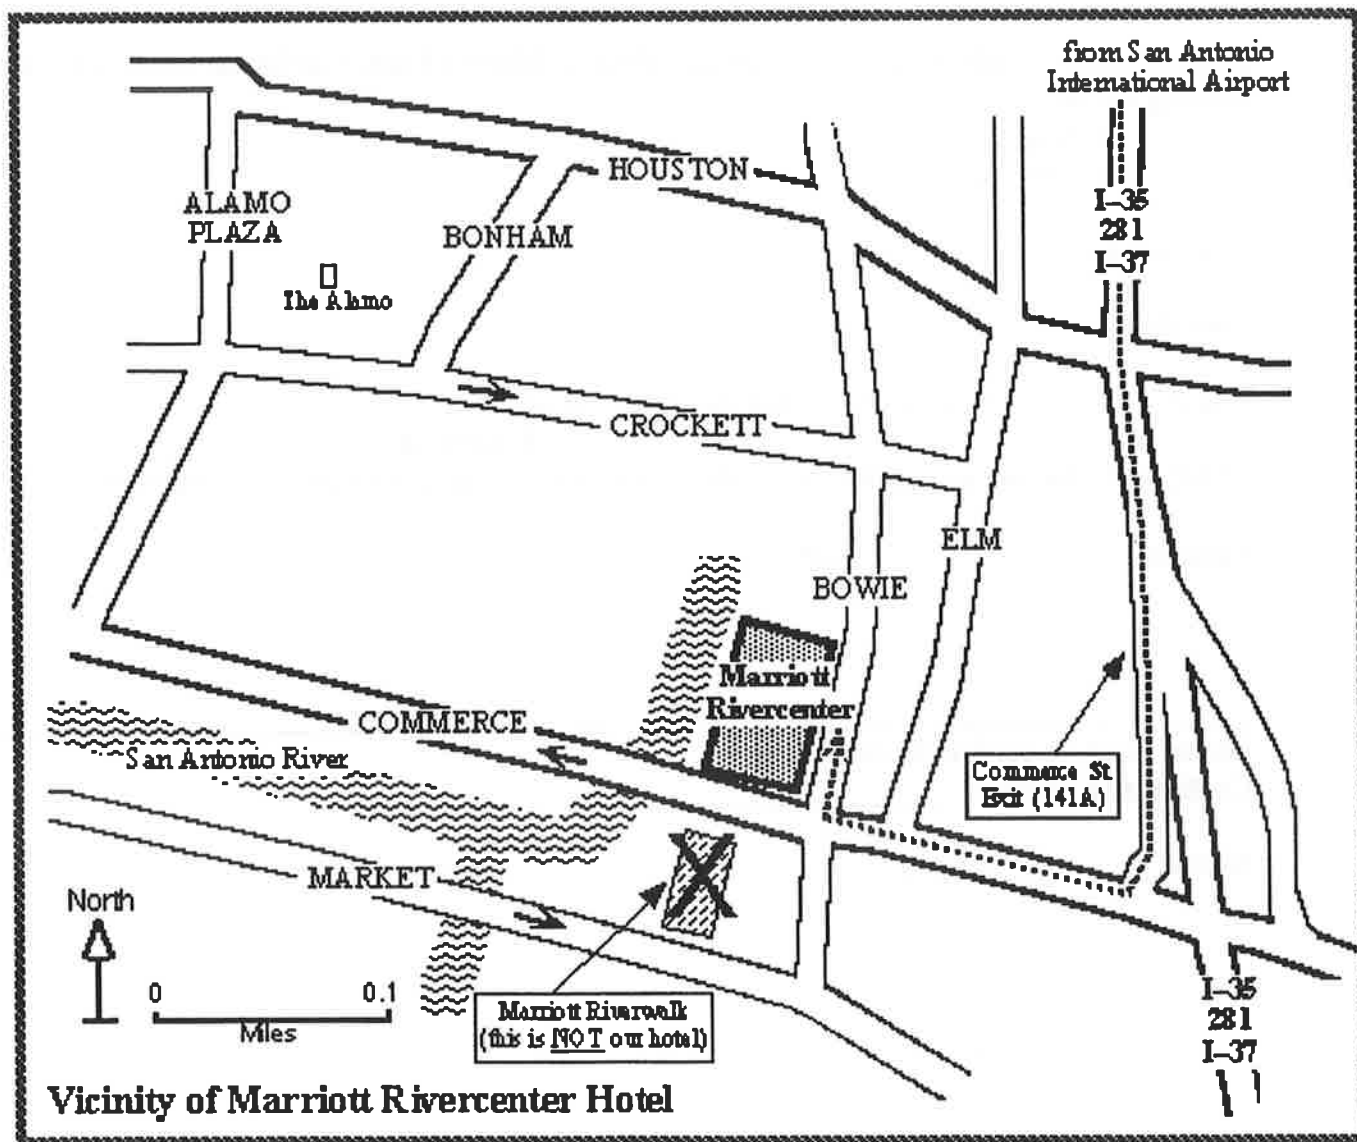 from San Antonio
International Airport
HOUSTON
I-35
281
I-37
ALAMO
PLAZA
BONHAM
The Alamo
CROCKETT
ELM
BOWIE
Marriott
Rivercenter
COMMERCE
San Antonio River
Commerce St.
Exit (141A)
MARKET
North
0 0.1
Miles
Marriott Riverwalk
(this is NOT our hotel)
I-35
281
I-37
Vicinity of Marriott Rivercenter Hotel